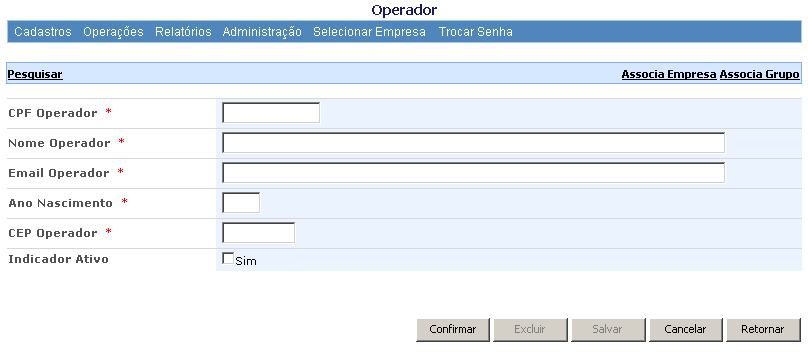 Operador
Cadastros Operações Relatórios Administração Selecionar Empresa Trocar Senha
Pesquisar Associa Empresa Associa Grupo
CPF Operador *
Nome Operador *
Email Operador *
Ano Nascimento *
CEP Operador *
Indicador Ativo Sim
Confirmar Excluir Salvar Cancelar Retornar